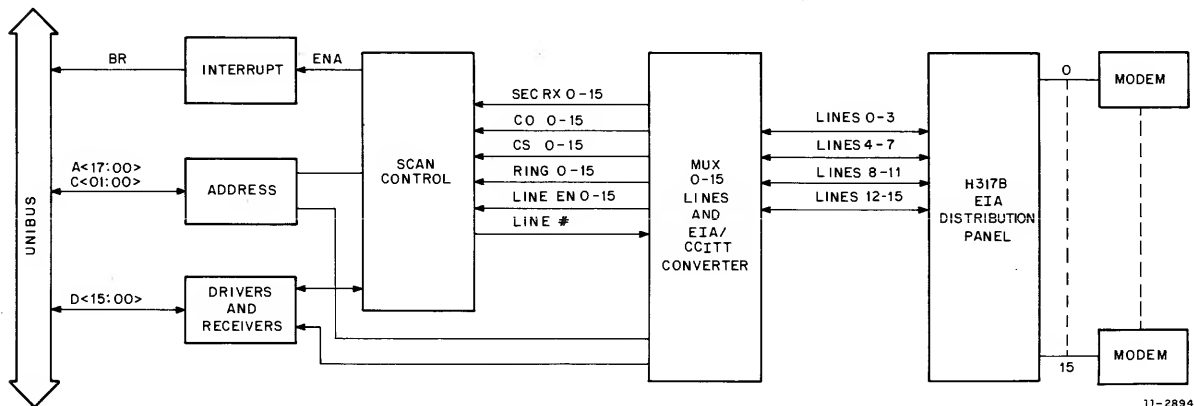 UNIBUS
BR
INTERRUPT
ENA
A<17:00>
C<01:00>
ADDRESS
D<15:00>
DRIVERS
AND
RECEIVERS
SCAN
CONTROL
SEC RX 0-15
CO 0-15
CS 0-15
RING 0-15
LINE EN 0-15
LINE #
MUX
0-15
LINES
AND
EIA/
CCITT
CONVERTER
LINES 0-3
LINES 4-7
LINES 8-11
LINES 12-15
H317B
EIA
DISTRIBUTION
PANEL
0
MODEM
15
MODEM
11-2894